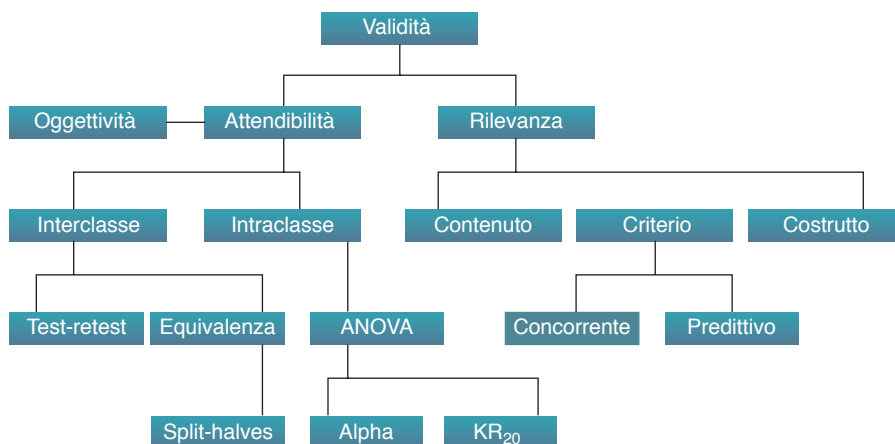 Validità
Oggettività
Attendibilità
Rilevanza
Interclasse
Intraclasse
Contenuto
Criterio
Costrutto
Test-retest
Equivalenza
ANOVA
Concorrente
Predittivo
Split-halves
Alpha
KR₂₀